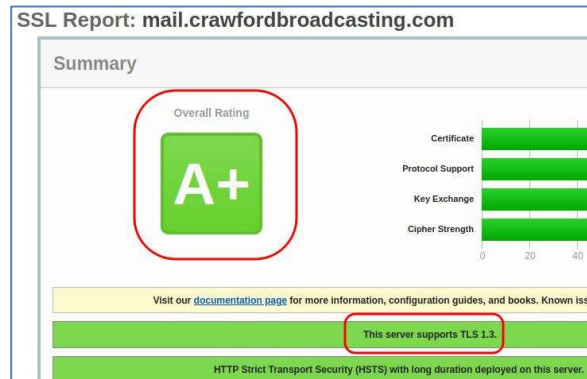 SSL Report: mail.crawfordbroadcasting.com
Summary
Overall Rating
A+
Certificate
Protocol Support
Key Exchange
Cipher Strength
0 20 40
Visit our documentation page for more information, configuration guides, and books. Known
This server supports TLS 1.3.
HTTP Strict Transport Security (HSTS) with long duration deployed on this server.